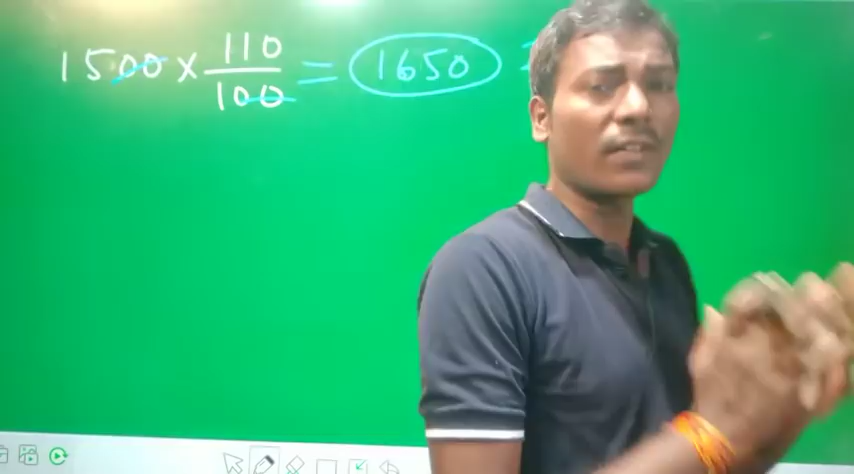 1500 × 110/100 = 1650 =